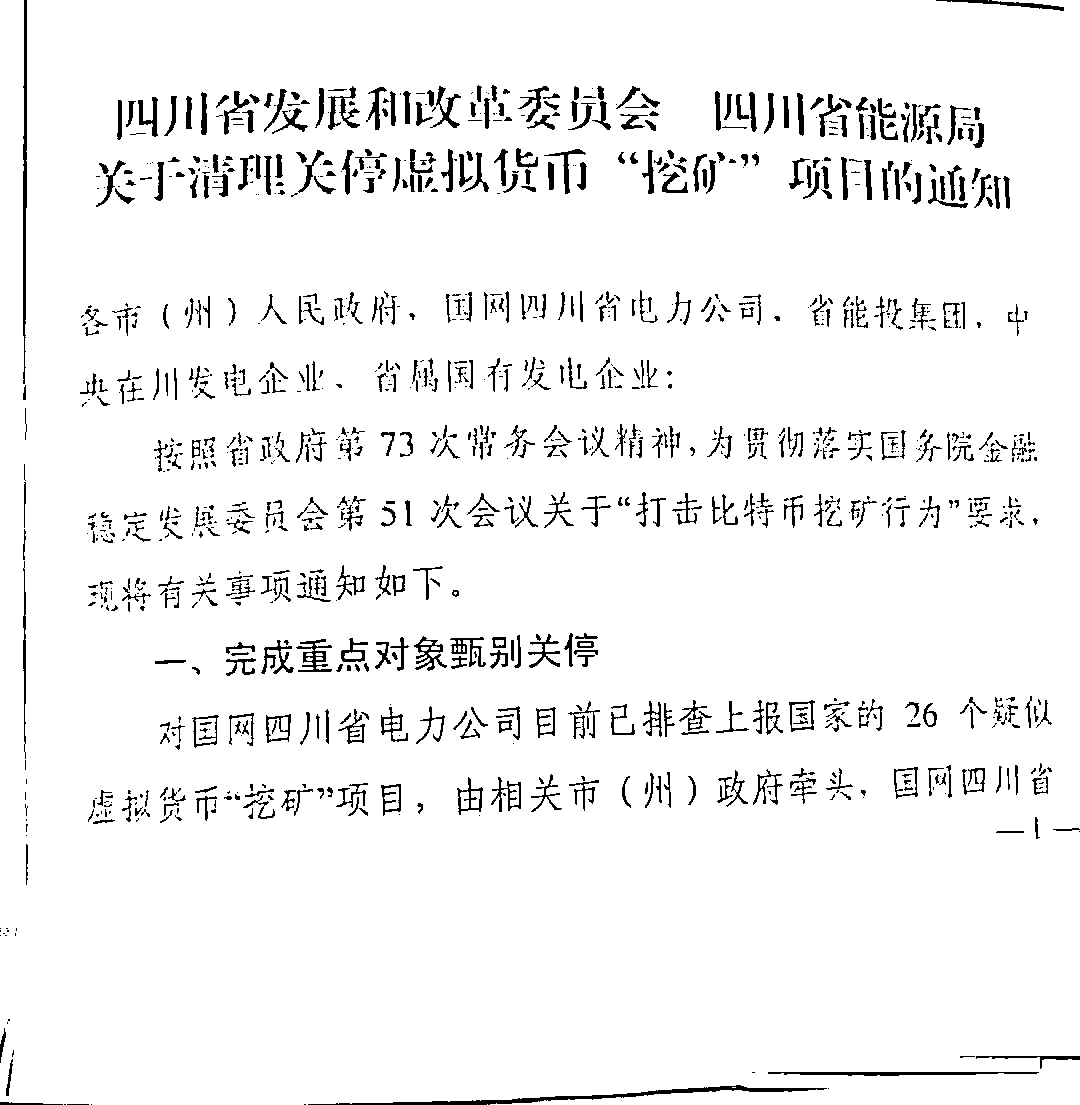 四川省发展和改革委员会 四川省能源局
关于清理关停虚拟货币“挖矿”项目的通知
各市（州）人民政府，国网四川省电力公司，省能投集团，中
央在川发电企业、省属国有发电企业：
按照省政府第 73 次常务会议精神，为贯彻落实国务院金融
稳定发展委员会第 51 次会议关于“打击比特币挖矿行为”要求，
现将有关事项通知如下。
一、完成重点对象甄别关停
对国网四川省电力公司目前已排查上报国家的 26 个疑似
虚拟货币“挖矿”项目，由相关市（州）政府牵头，国网四川省
—1—